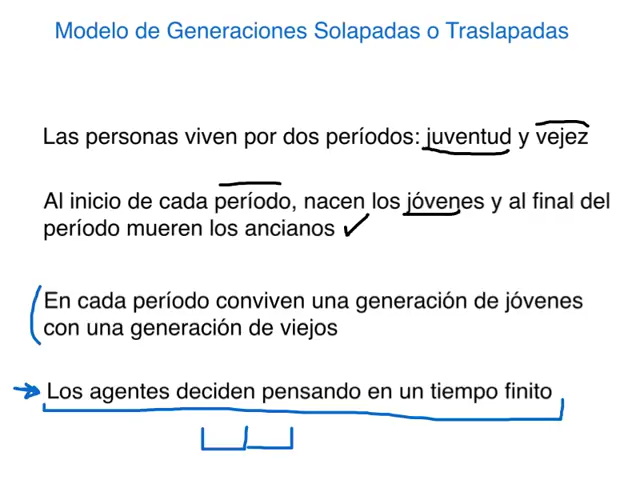 Modelo de Generaciones Solapadas o Traslapadas
Las personas viven por dos períodos: juventud y vejez
Al inicio de cada período, nacen los jóvenes y al final del
período mueren los ancianos
En cada período conviven una generación de jóvenes
con una generación de viejos
Los agentes deciden pensando en un tiempo finito